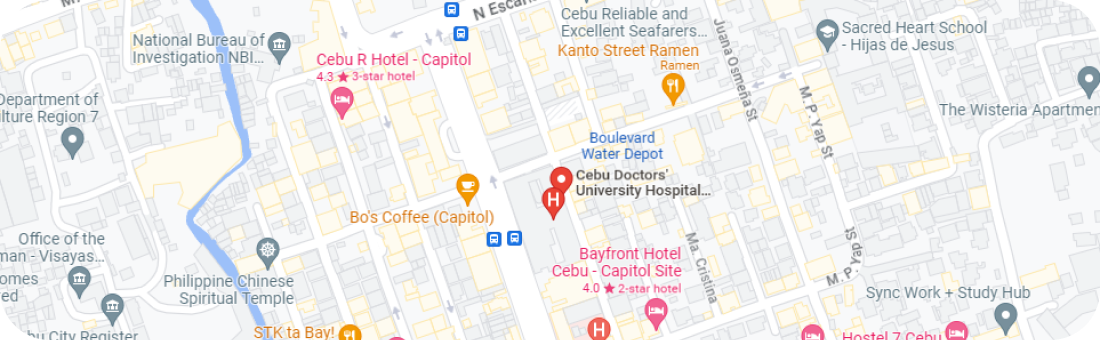 N Escari
National Bureau of
Investigation NBI...
Cebu R Hotel - Capitol
4.3 ★ 3-star hotel
Cebu Reliable and
Excellent Seafarers...
Kanto Street Ramen
Ramen
Juana Osmeña St
Sacred Heart School
- Hijas de Jesus
M. P. Yap St
The Wisteria Apartmen
Department of
lture Region 7
Boulevard
Water Depot
Cebu Doctors'
University Hospital...
H
Bo's Coffee (Capitol)
Office of the
man - Visayas...
omes
ed
Philippine Chinese
Spiritual Temple
Bayfront Hotel
Cebu - Capitol Site
4.0 ★ 2-star hotel
Ma. Cristina
M. P. Yap St
Sync Work + Study Hub
bu City Register
STK ta Bay!
H
Hostel 7 Cebu